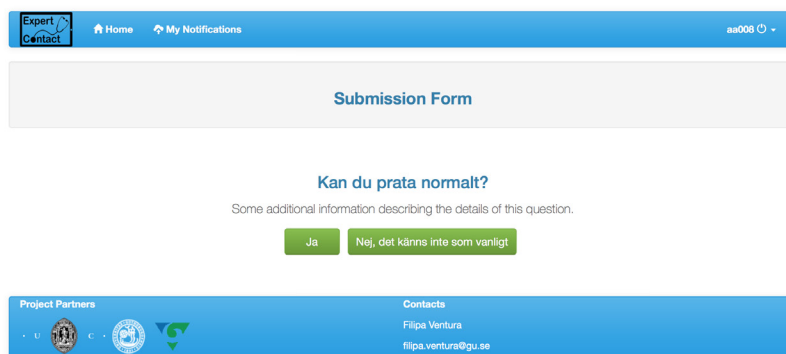 Expert
Contact
Home
My Notifications
aa008
Submission Form
Kan du prata normalt?
Some additional information describing the details of this question.
Ja
Nej, det känns inte som vanligt
Project Partners
Contacts
· U C ·
Filipa Ventura
filipa.ventura@gu.se